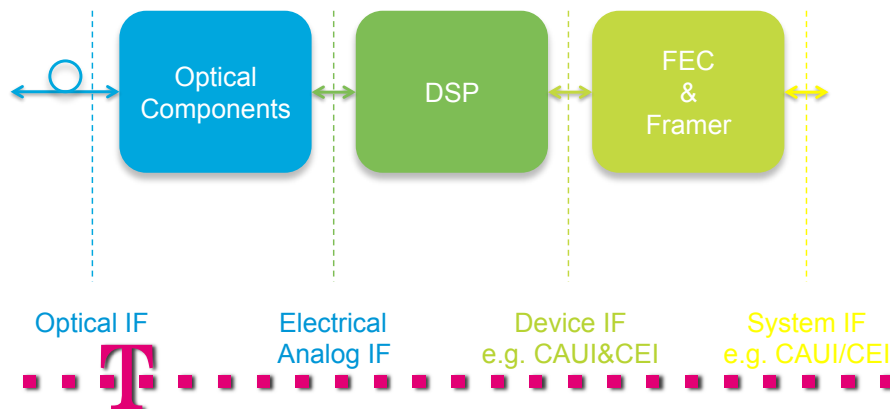 Optical
Components
DSP
FEC
&
Framer
Optical IF
Electrical
Analog IF
Device IF
e.g. CAUI&CEI
System IF
e.g. CAUI/CEI
T